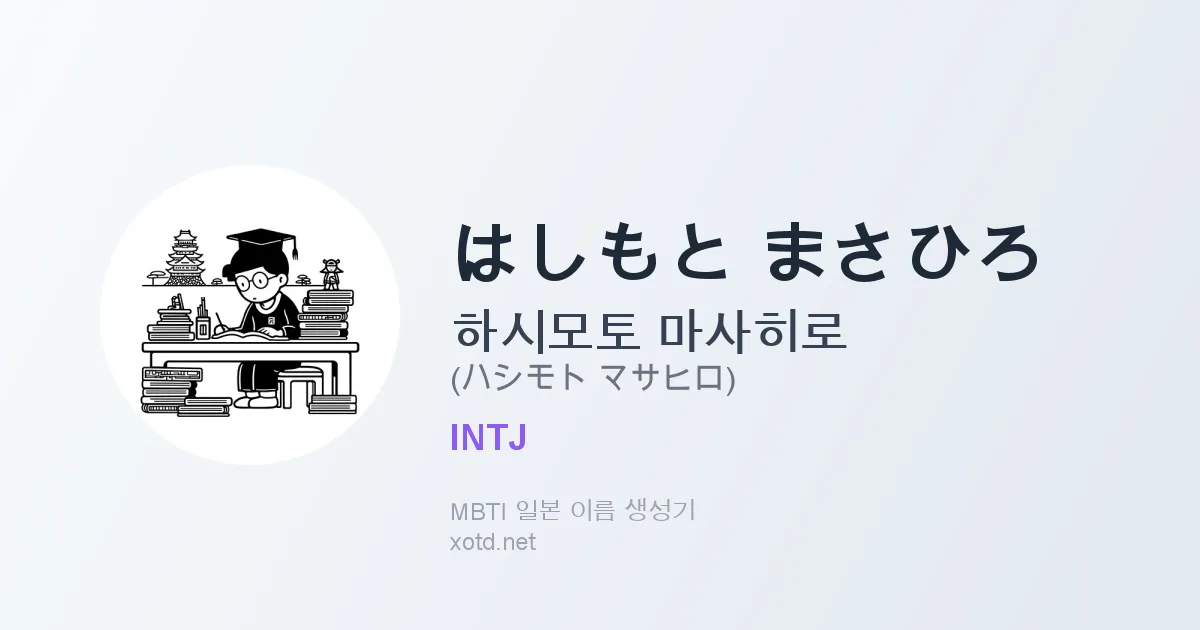 はしもと まさひろ
하시모토 마사히로
(ハシモト マサヒロ)
INTJ
MBTI 일본 이름 생성기
xotd.net